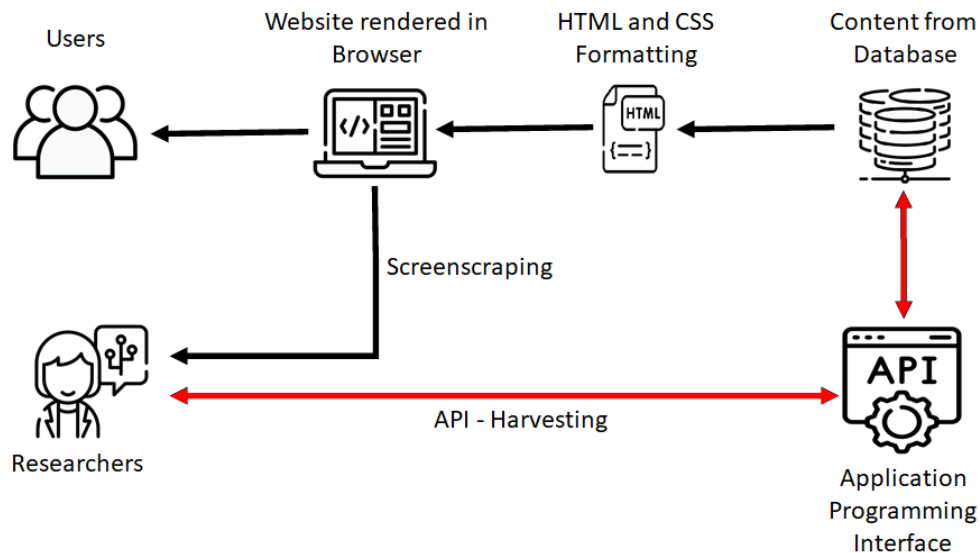 Users
Website rendered in
Browser
HTML and CSS
Formatting
Content from
Database
</>
HTML
{==}
Screenscraping
API
API - Harvesting
Researchers
Application
Programming
Interface